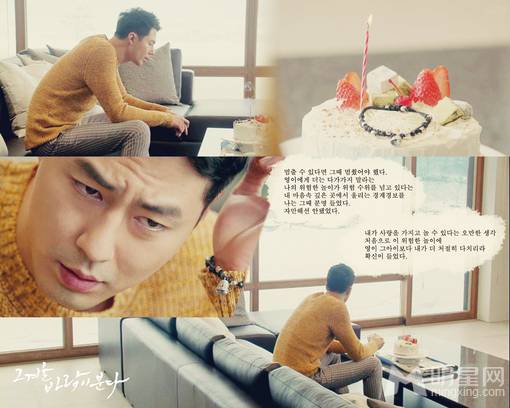 멈출 수 있다면 그때 멈췄어야 했다.
영이에게 더는 다가가지 말라는
나의 위험한 놀이가 위험 수위를 넘고 있다는
내 마음속 깊은 곳에서 울리는 경계경보를
나는 그때 분명 들었다.
자만해선 안됐었다.
내가 사랑을 가지고 놀 수 있다는 오만한 생각
처음으로 이 위험한 놀이에
영이 그아이보다 내가 더 처절히 다치리라
확신이 들었다.
그 겨울,
바람이 분다
明星网
mingxing.com